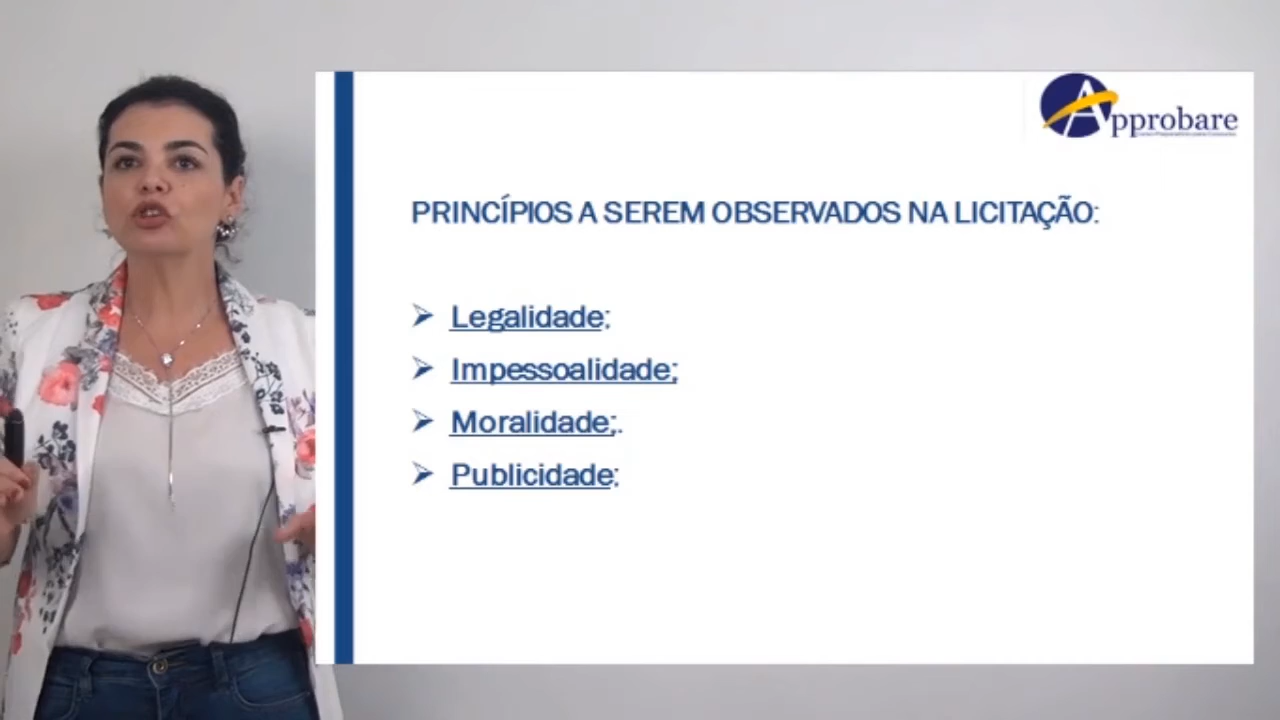 Approbare
PRINCÍPIOS A SEREM OBSERVADOS NA LICITAÇÃO:
➢ Legalidade;
➢ Impessoalidade;
➢ Moralidade;.
➢ Publicidade;